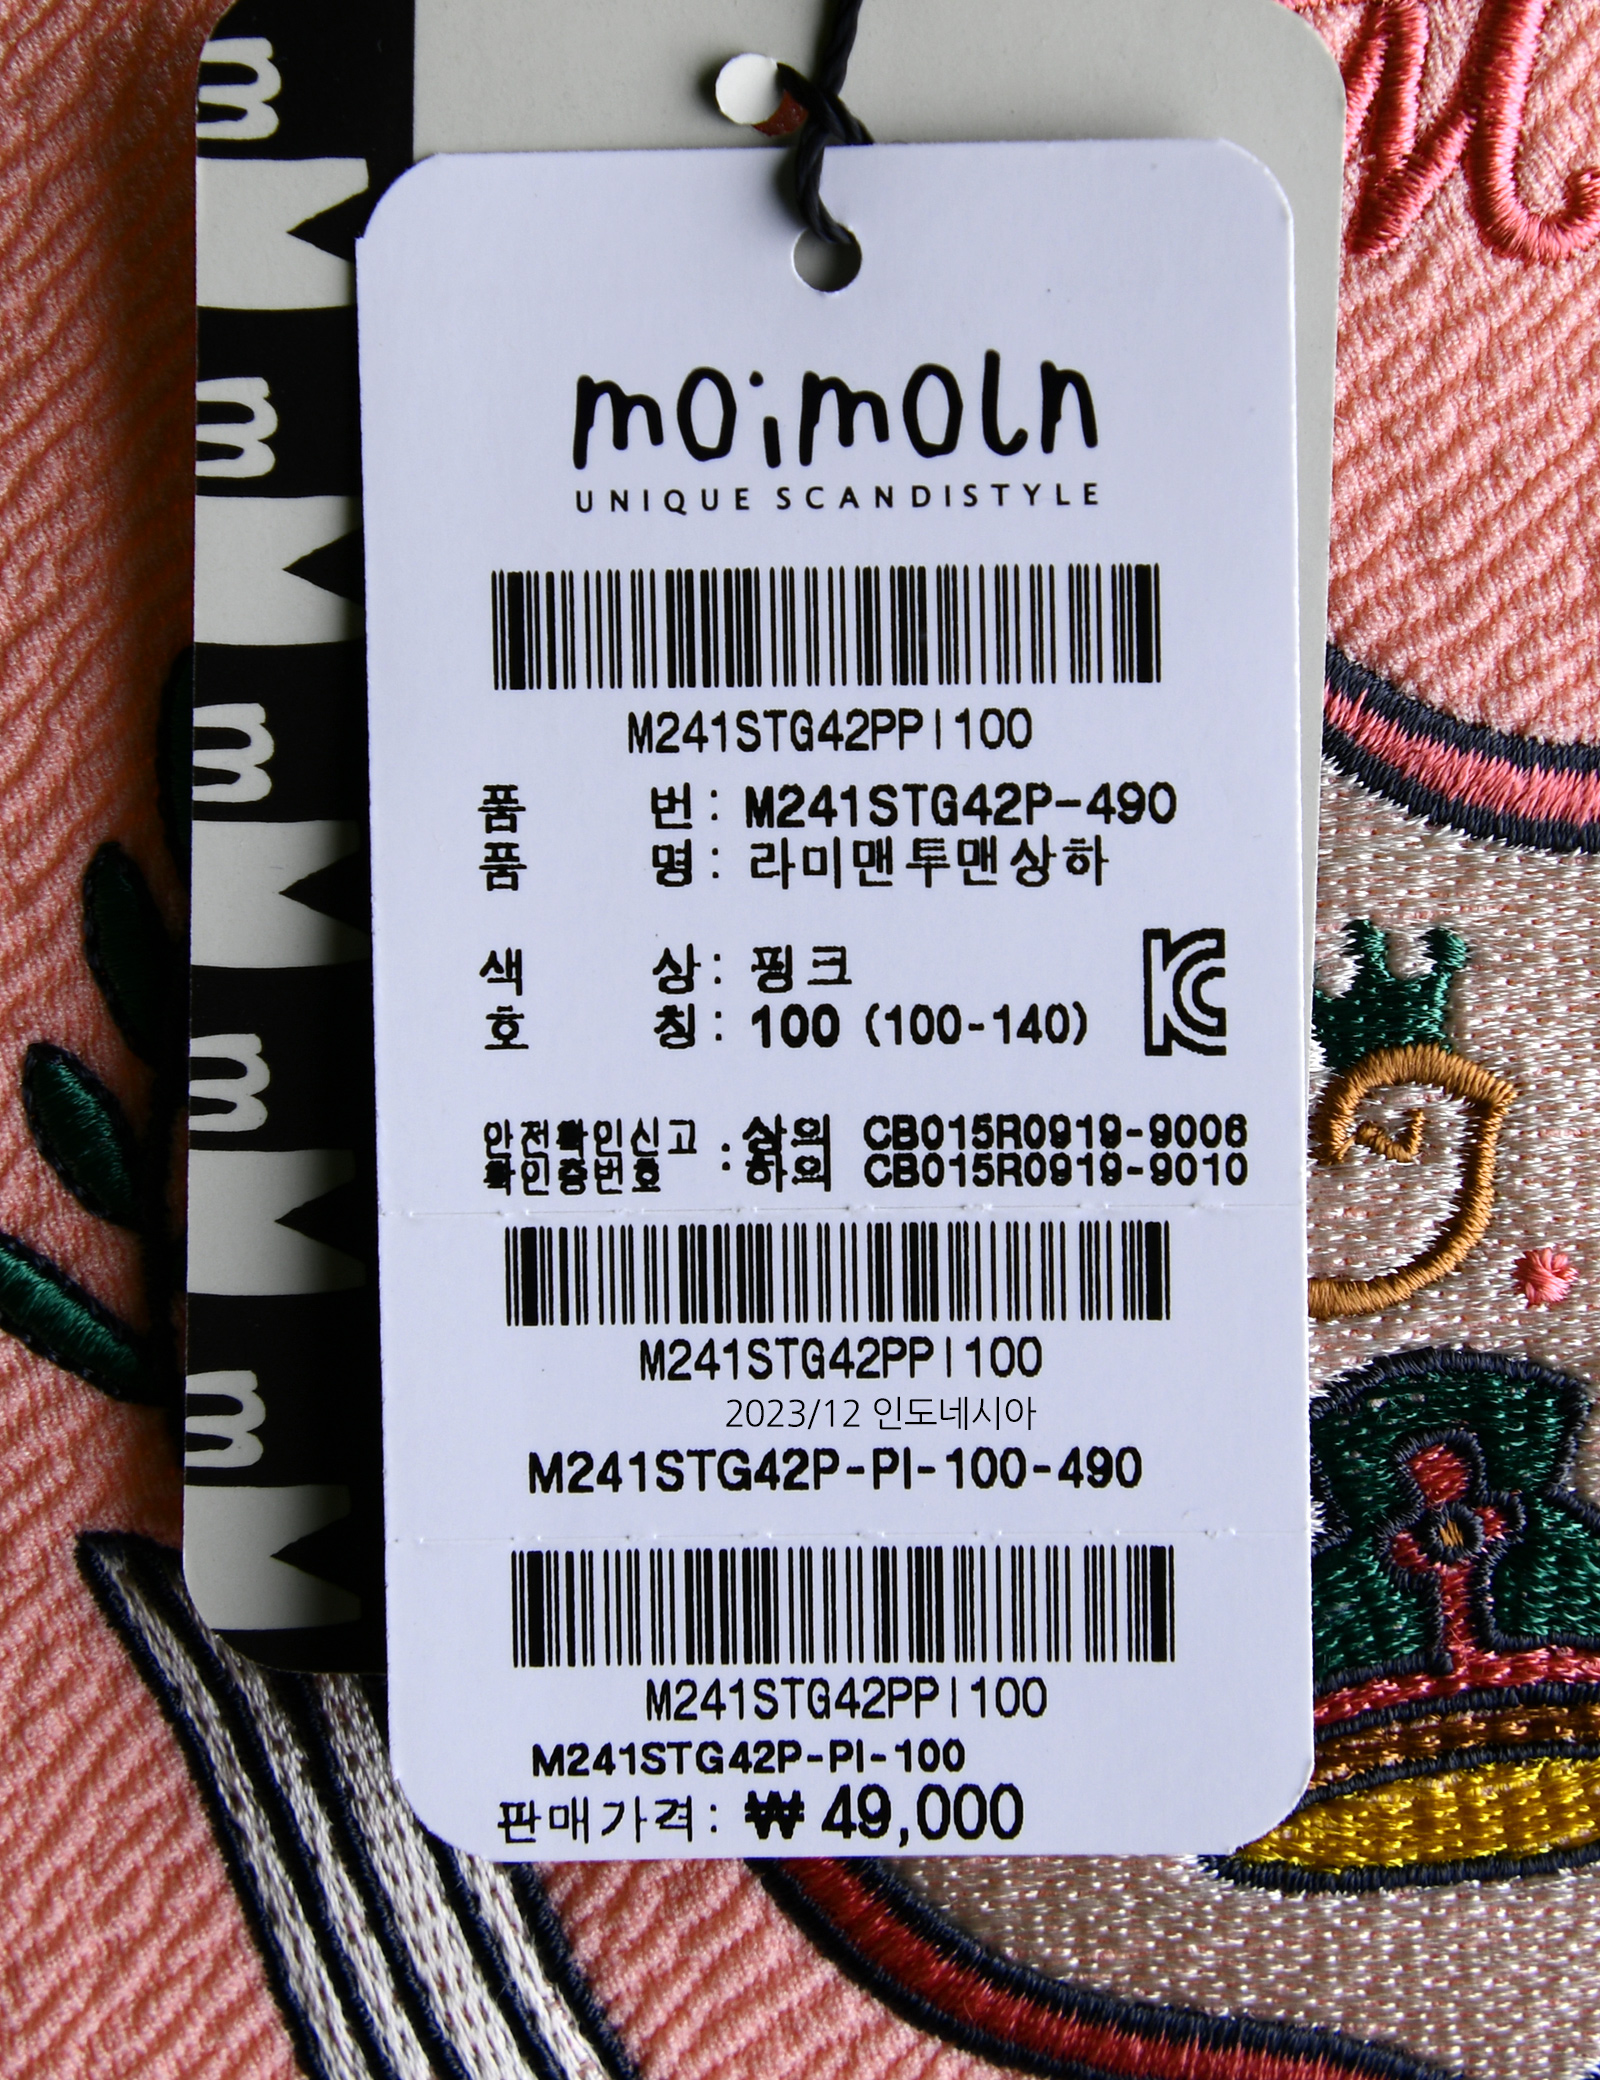 moimoln
UNIQUE SCANDISTYLE
M241STG42PPI100
품 번 : M241STG42P-490
품 명 : 라미맨투맨상하
색 상 : 핑크
호 칭 : 100 (100-140)
안전확인신고 : 상의 CB015R0919-9006
확인증번호 하의 CB015R0919-9010
M241STG42PPI100
2023/12 인도네시아
M241STG42P-PI-100-490
M241STG42PPI100
M241STG42P-PI-100
판매가격 : ₩ 49,000